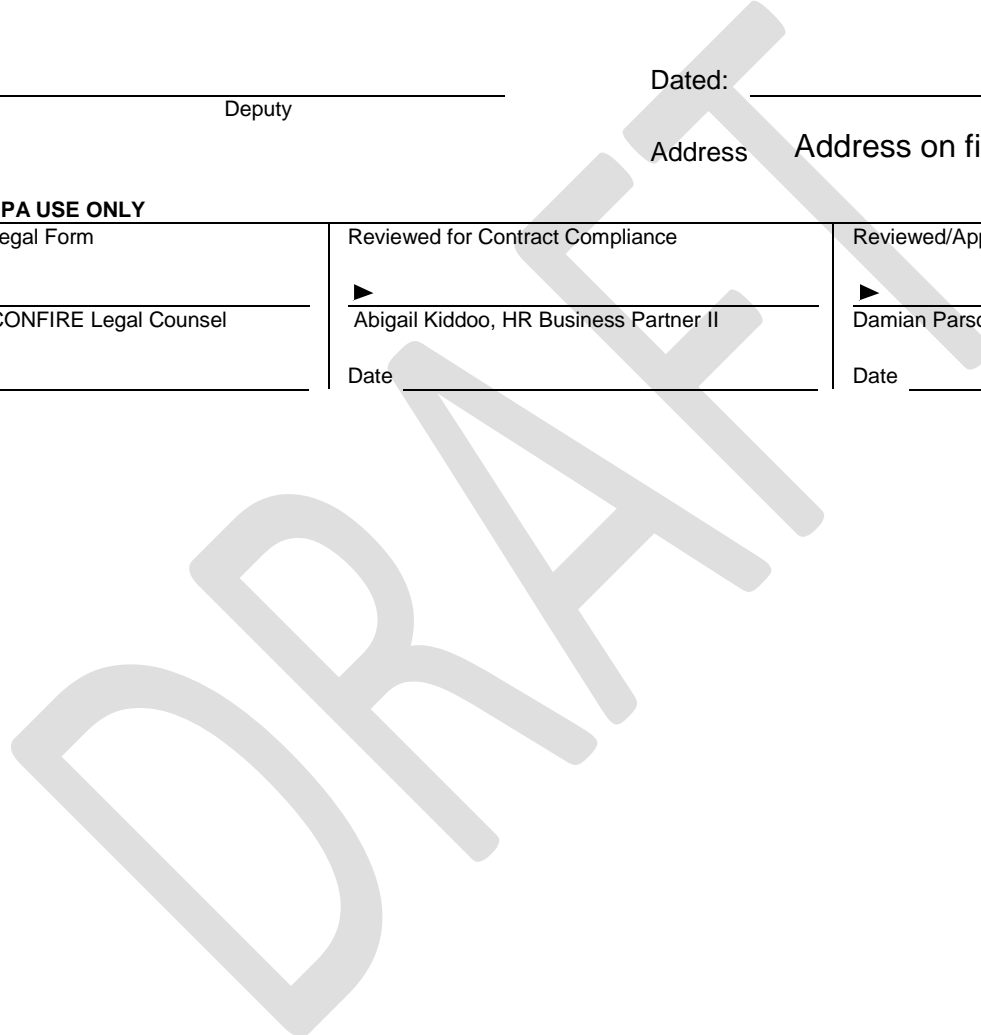 Dated:
Deputy
Address Address on fi
PA USE ONLY
egal Form Reviewed for Contract Compliance Reviewed/App
► ►
CONFIRE Legal Counsel Abigail Kiddoo, HR Business Partner II Damian Parso
Date Date
DRAFT